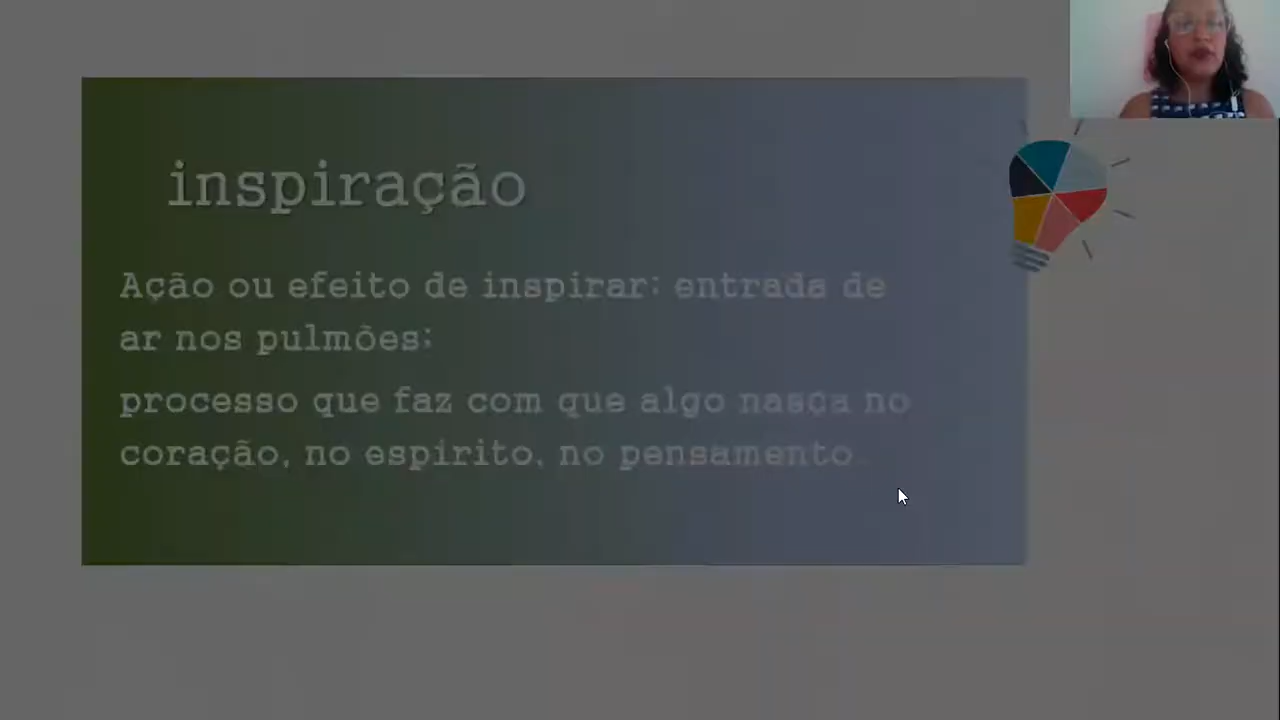 inspiração
Ação ou efeito de inspirar: entrada de
ar nos pulmões;
processo que faz com que algo nasça no
coração, no espírito, no pensamento.